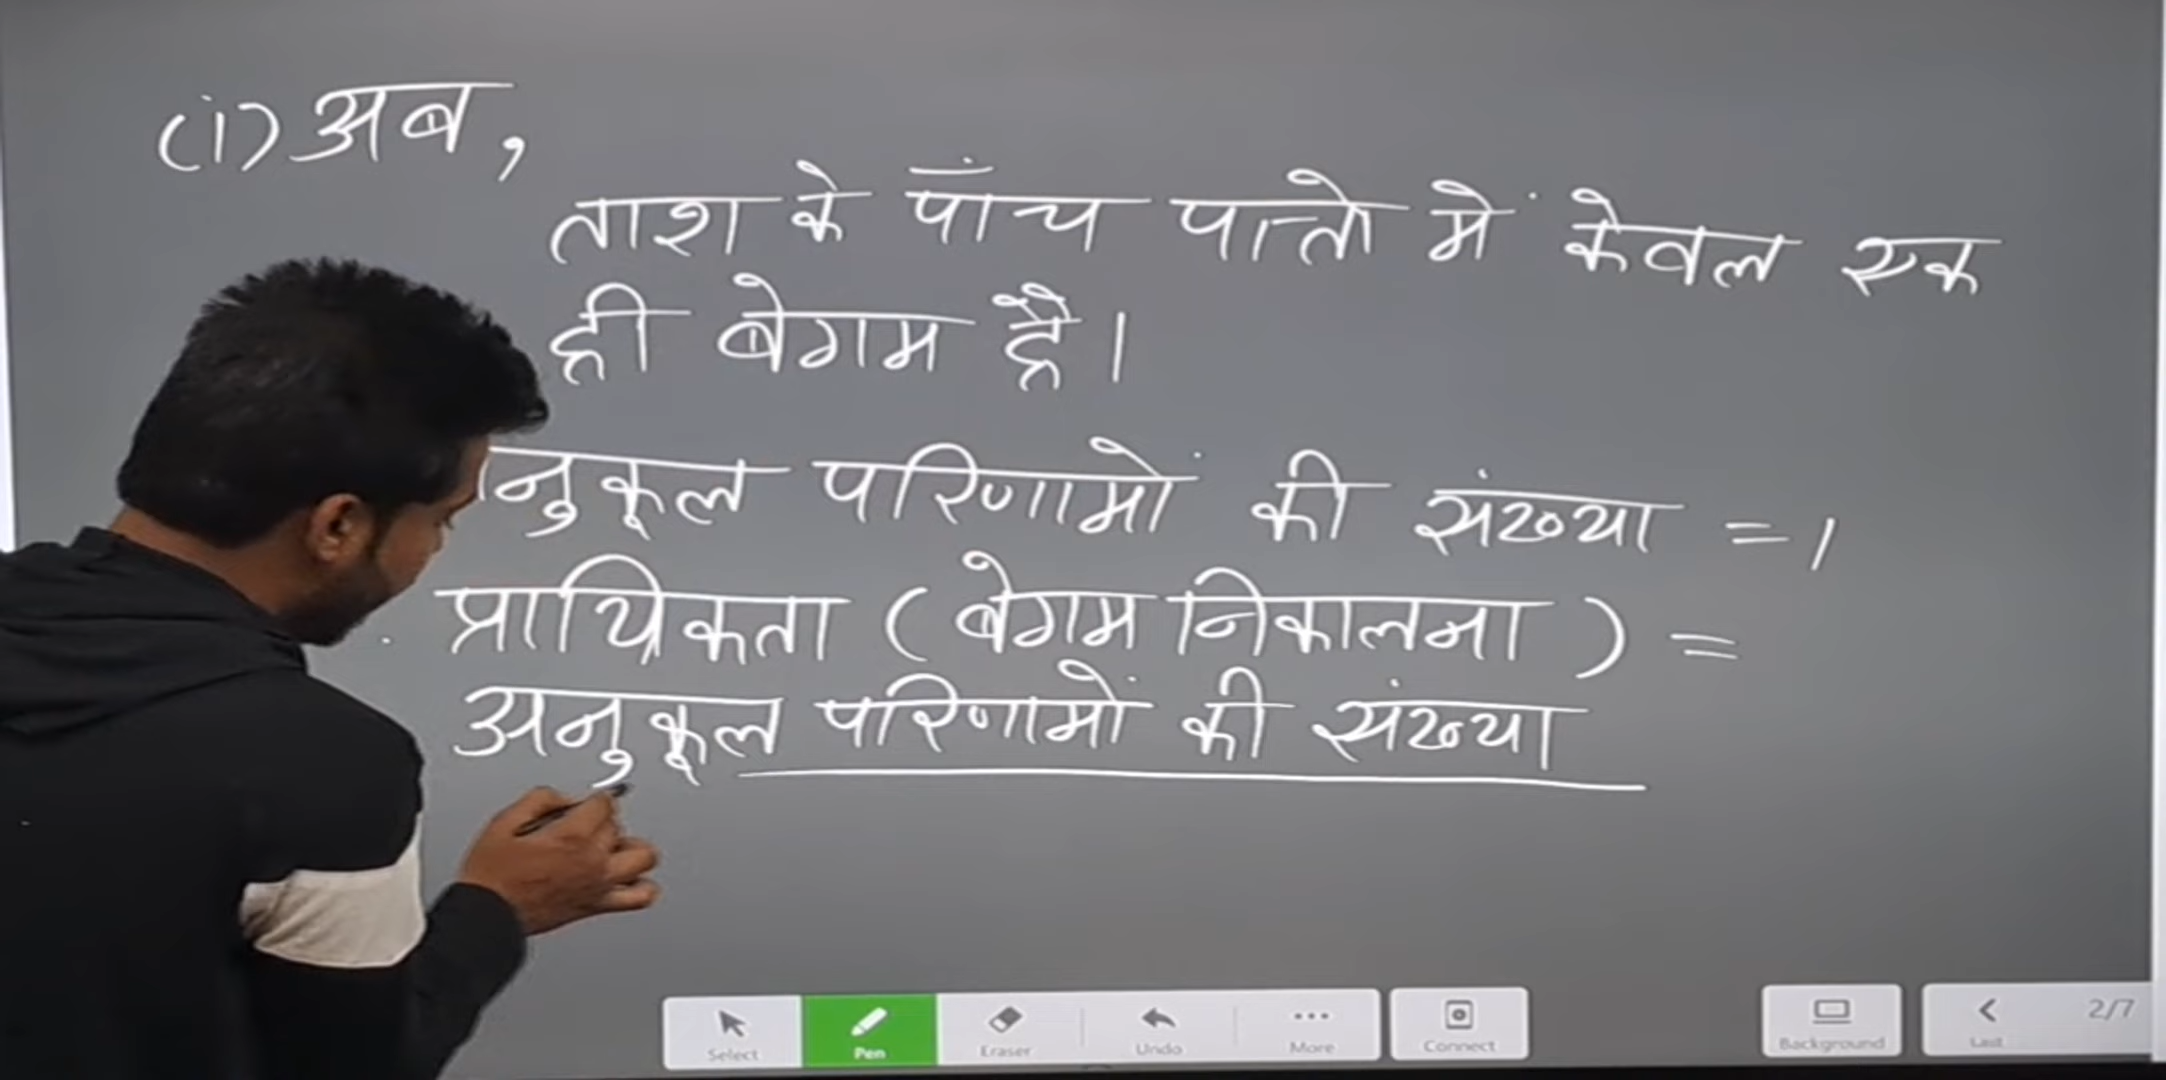 (i) अब,
ताश के पाँच पात्तो में केवल एक
ही बेगम है।
नुकूल परिणामों की संख्या = 1
प्रायिकता (बेगम निकालना) =
अनुकूल परिणामों की संख्या
Select Pen Eraser Undo More Connect Background Last 2/7